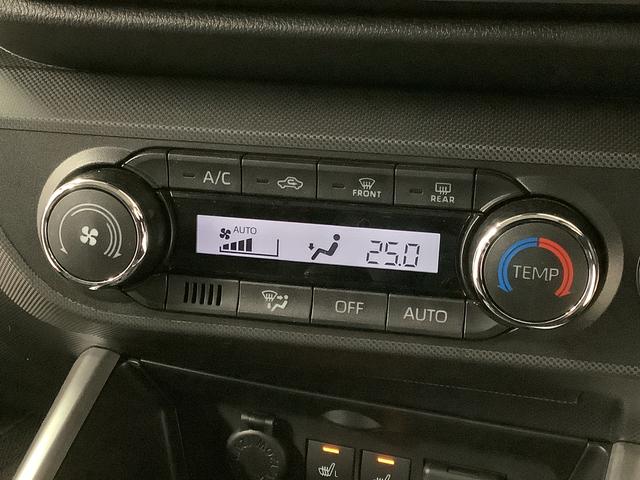 A/C
FRONT
REAR
AUTO
25.0
TEMP
OFF
AUTO
L